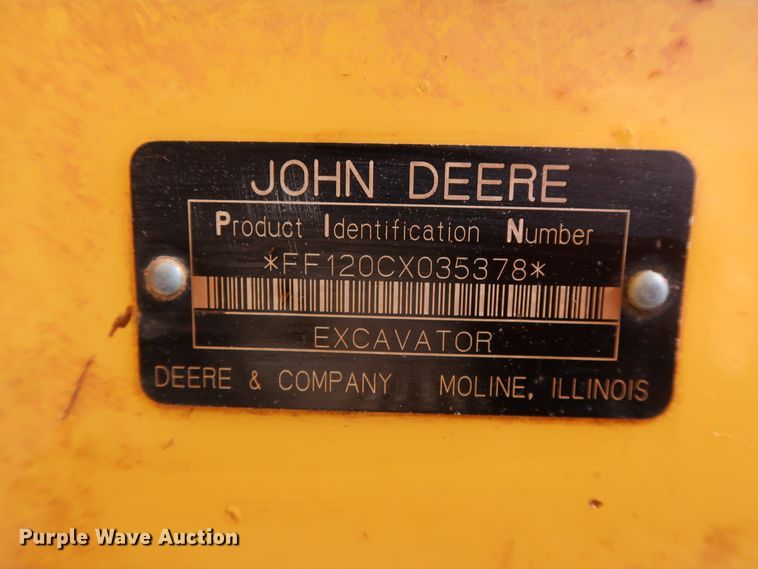 JOHN DEERE
Product Identification Number
*FF120CX035378*
EXCAVATOR
DEERE & COMPANY MOLINE, ILLINOIS
Purple Wave Auction